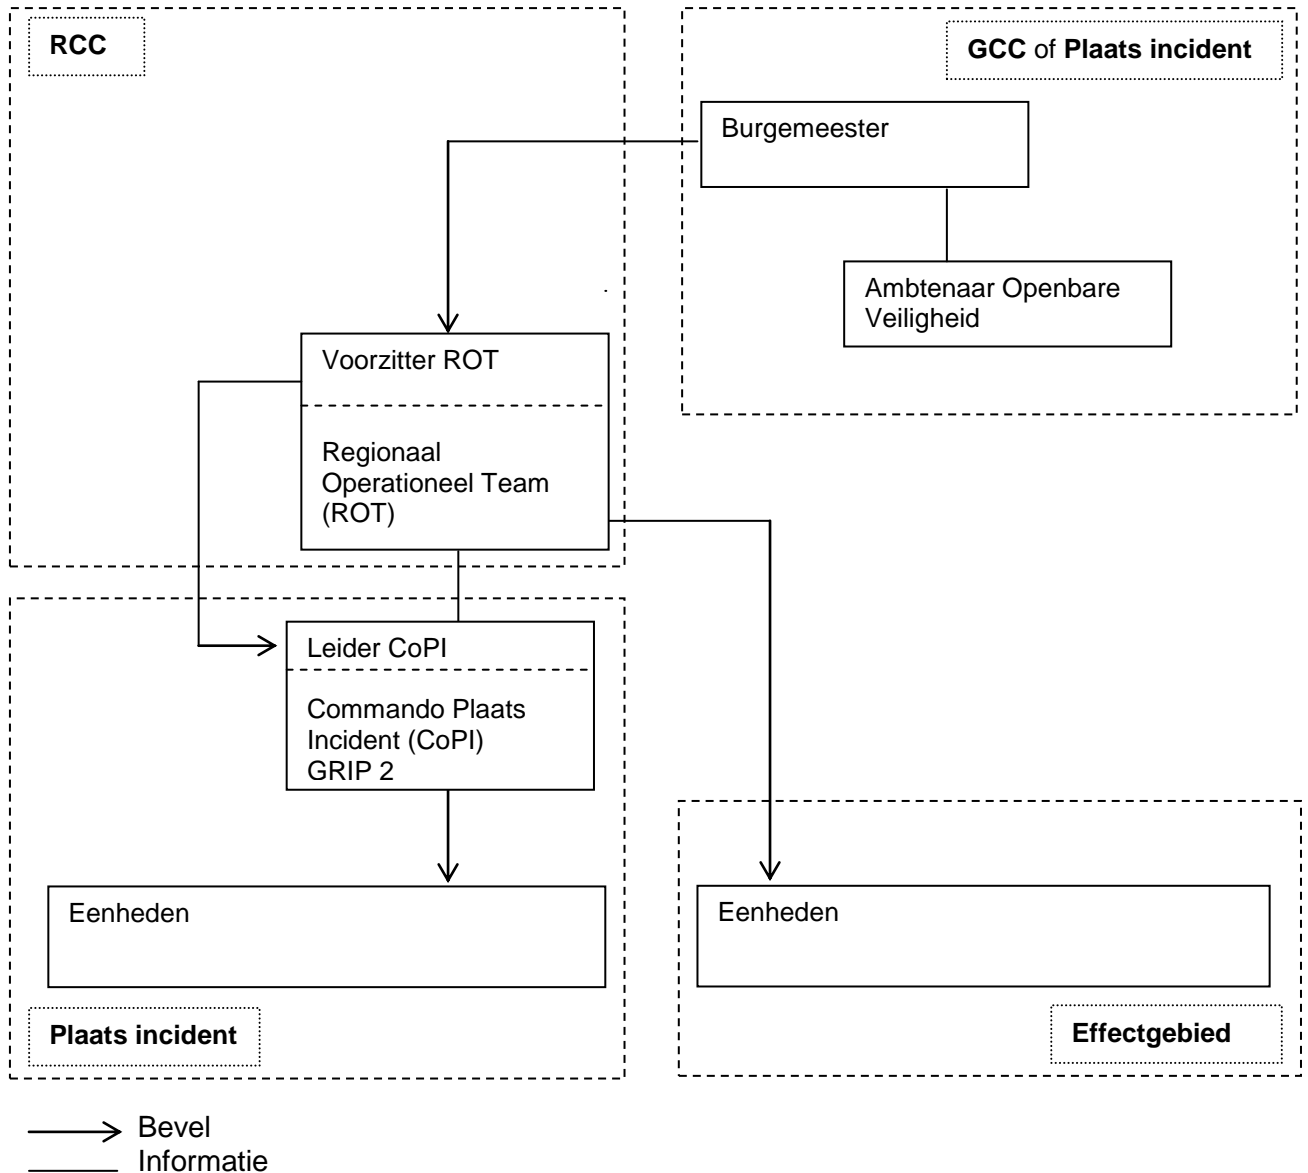 RCC
GCC of Plaats incident
Burgemeester
Ambtenaar Openbare
Veiligheid
Voorzitter ROT
Regionaal
Operationeel Team
(ROT)
Leider CoPI
Commando Plaats
Incident (CoPI)
GRIP 2
Eenheden
Eenheden
Plaats incident
Effectgebied
Bevel
Informatie